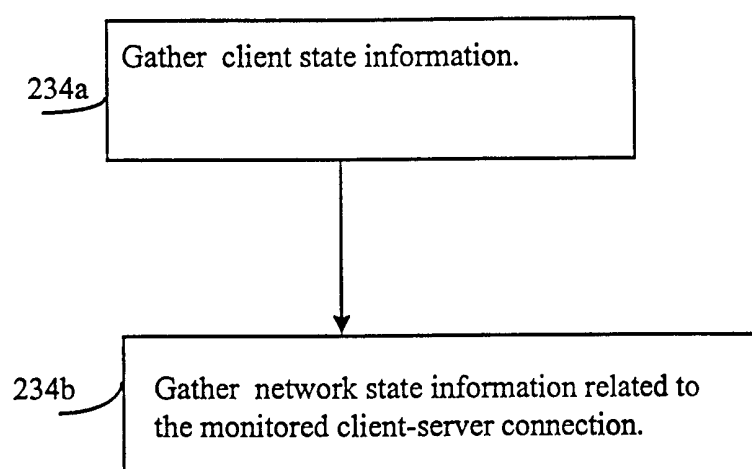 Gather client state information.
234a
234b
Gather network state information related to
the monitored client-server connection.